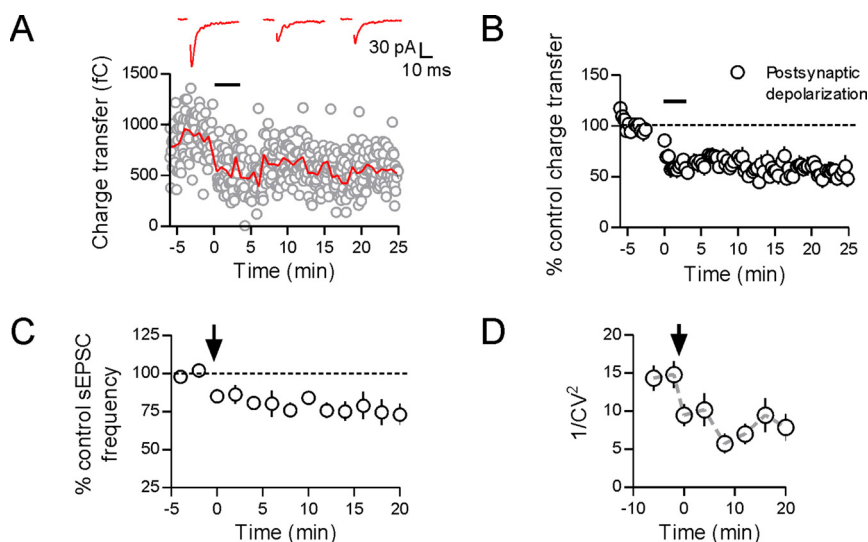 A
30 pA
10 ms
Charge transfer (fC)
1500
1000
500
0
-5 0 5 10 15 20 25
Time (min)
B
% control charge transfer
150
100
50
0
Postsynaptic
depolarization
-5 0 5 10 15 20 25
Time (min)
C
% control sEPSC
frequency
125
100
75
50
25
-5 0 5 10 15 20
Time (min)
D
1/CV²
20
15
10
5
0
-10 0 10 20
Time (min)